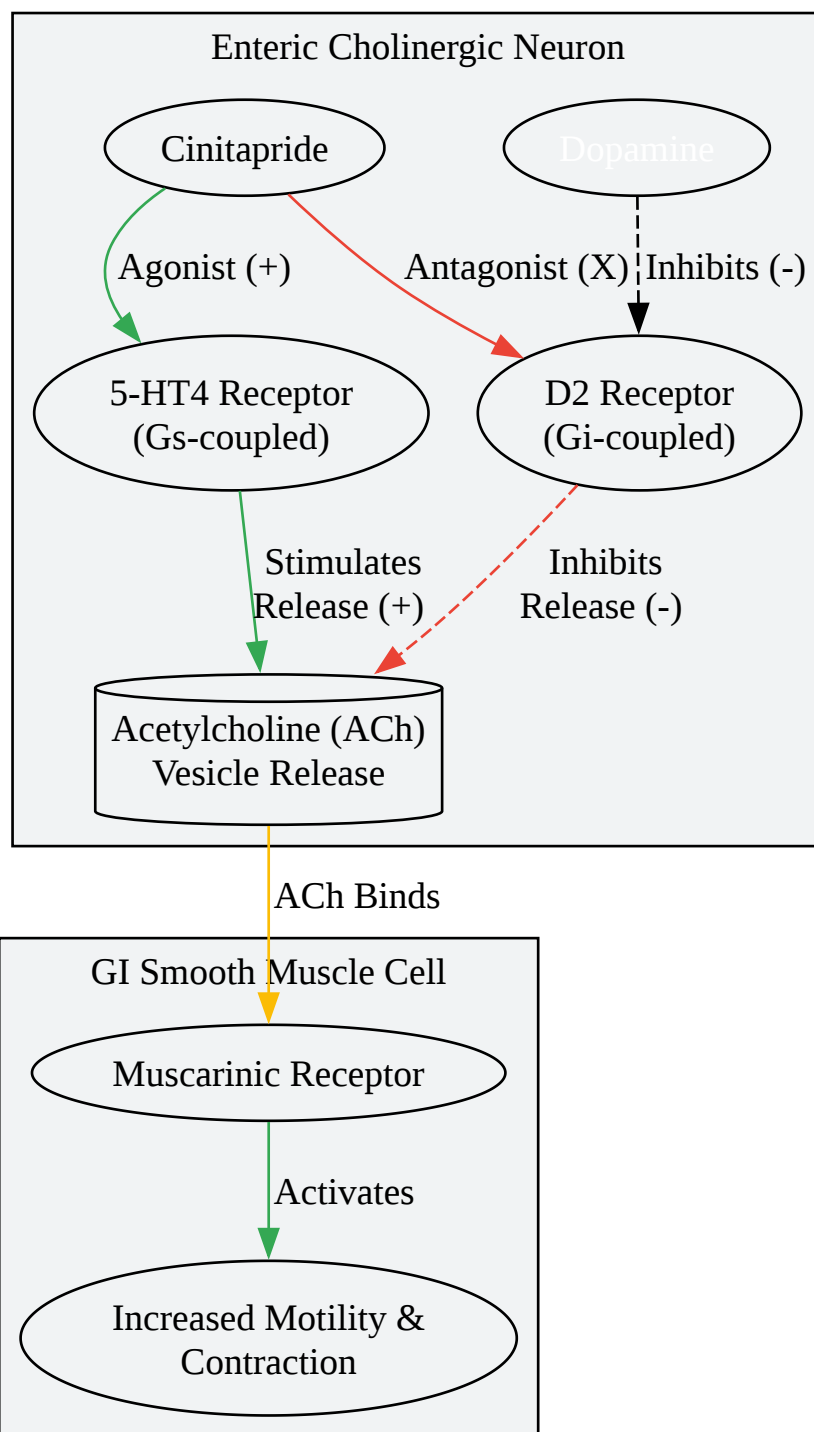 Enteric Cholinergic Neuron
Cinitapride
Dopamine
Agonist (+)
Antagonist (X)
Inhibits (-)
5-HT4 Receptor
(Gs-coupled)
D2 Receptor
(Gi-coupled)
Stimulates
Release (+)
Inhibits
Release (-)
Acetylcholine (ACh)
Vesicle Release
ACh Binds
GI Smooth Muscle Cell
Muscarinic Receptor
Activates
Increased Motility &
Contraction